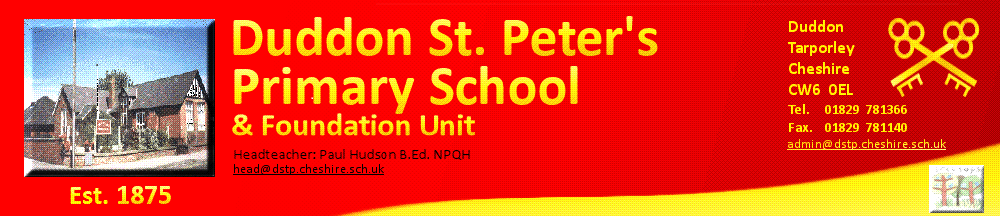 Duddon St. Peter's
Primary School
& Foundation Unit
Headteacher: Paul Hudson B.Ed. NPQH
head@dstp.cheshire.sch.uk
Est. 1875
Duddon
Tarporley
Cheshire
CW6 0EL
Tel. 01829 781366
Fax. 01829 781140
admin@dstp.cheshire.sch.uk